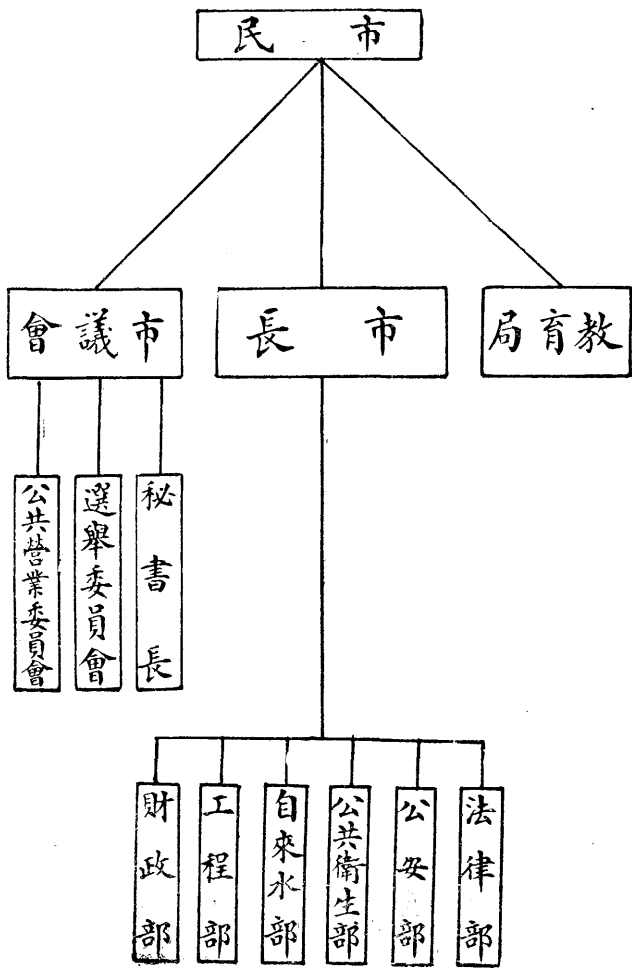 市民
教育局
市長
市議會
秘書長
選舉委員會
公共營業委員會
法律部
公安部
公共衛生部
自來水部
工程部
財政部